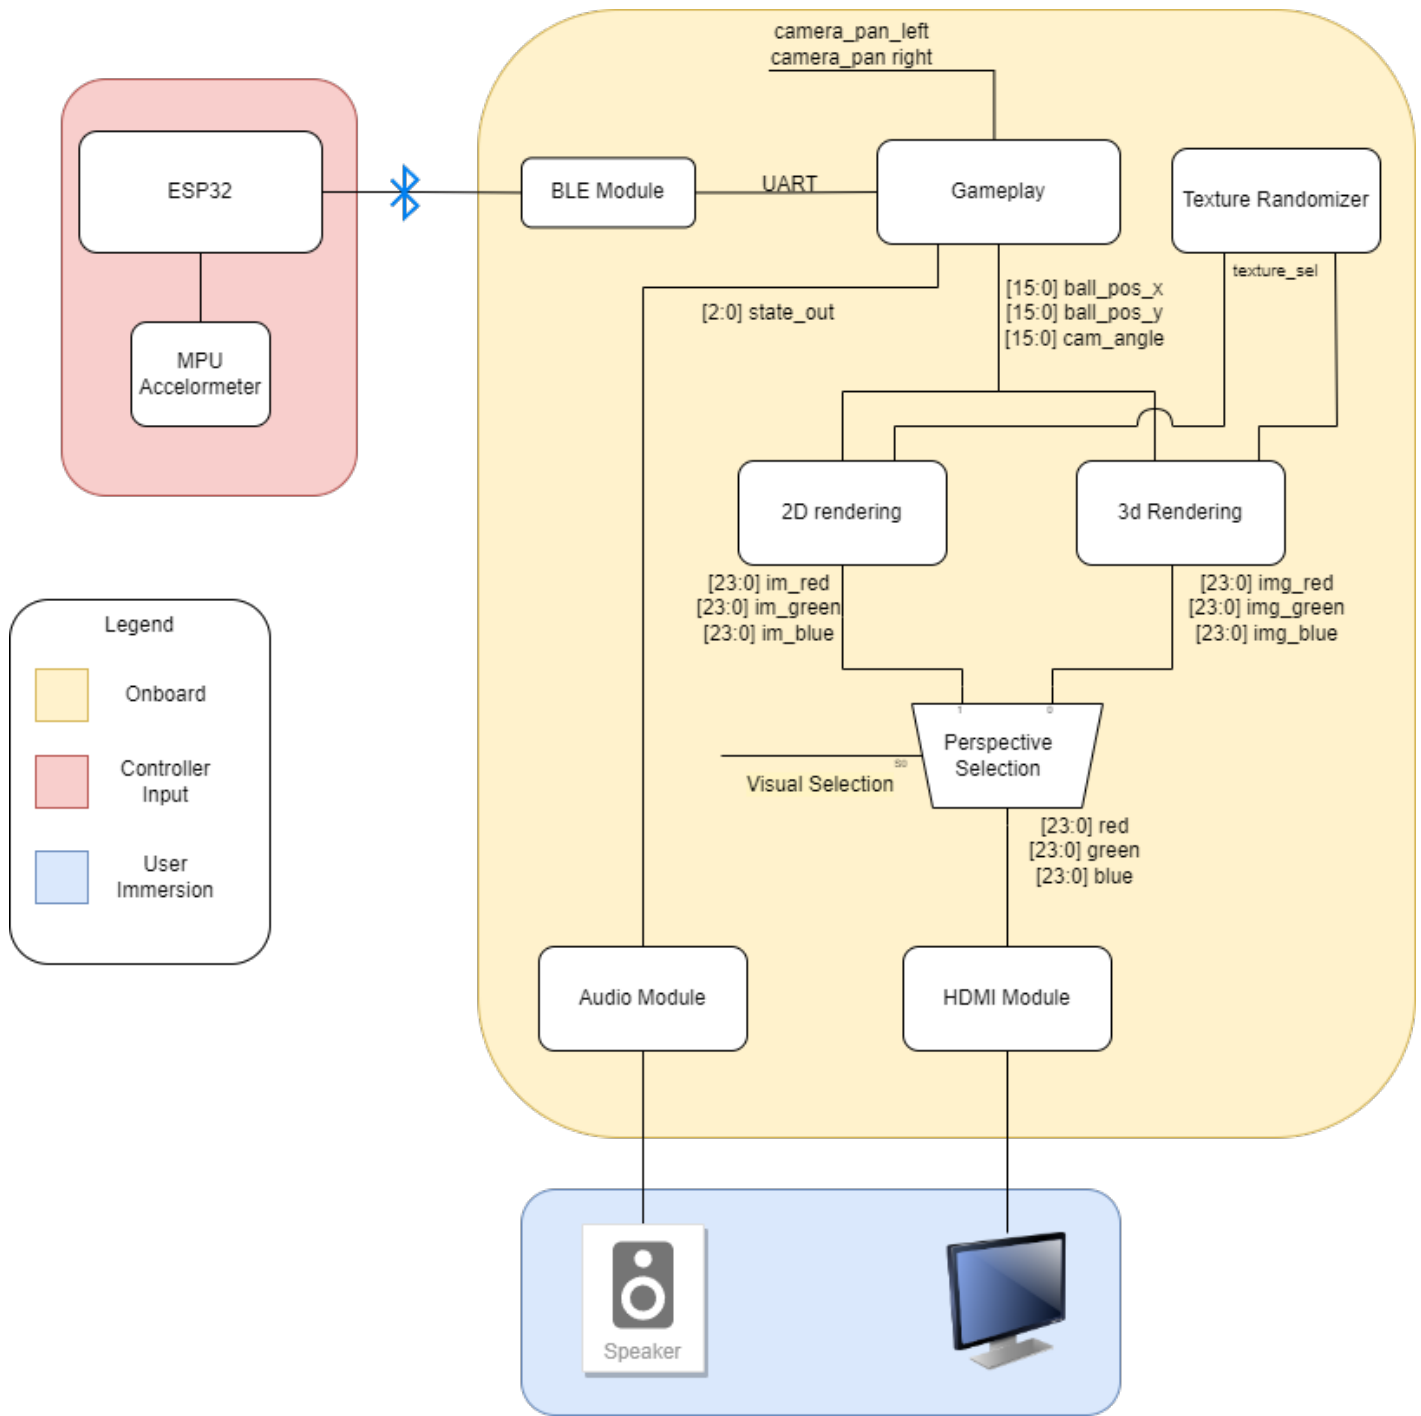 camera_pan_left
camera_pan right
ESP32
BLE Module
UART
Gameplay
Texture Randomizer
texture_sel
[2:0] state_out
[15:0] ball_pos_x
[15:0] ball_pos_y
[15:0] cam_angle
MPU
Accelormeter
2D rendering
3d Rendering
[23:0] im_red
[23:0] im_green
[23:0] im_blue
[23:0] img_red
[23:0] img_green
[23:0] img_blue
Legend
Onboard
Controller
Input
User
Immersion
1
0
Perspective
Selection
S0
Visual Selection
[23:0] red
[23:0] green
[23:0] blue
Audio Module
HDMI Module
Speaker